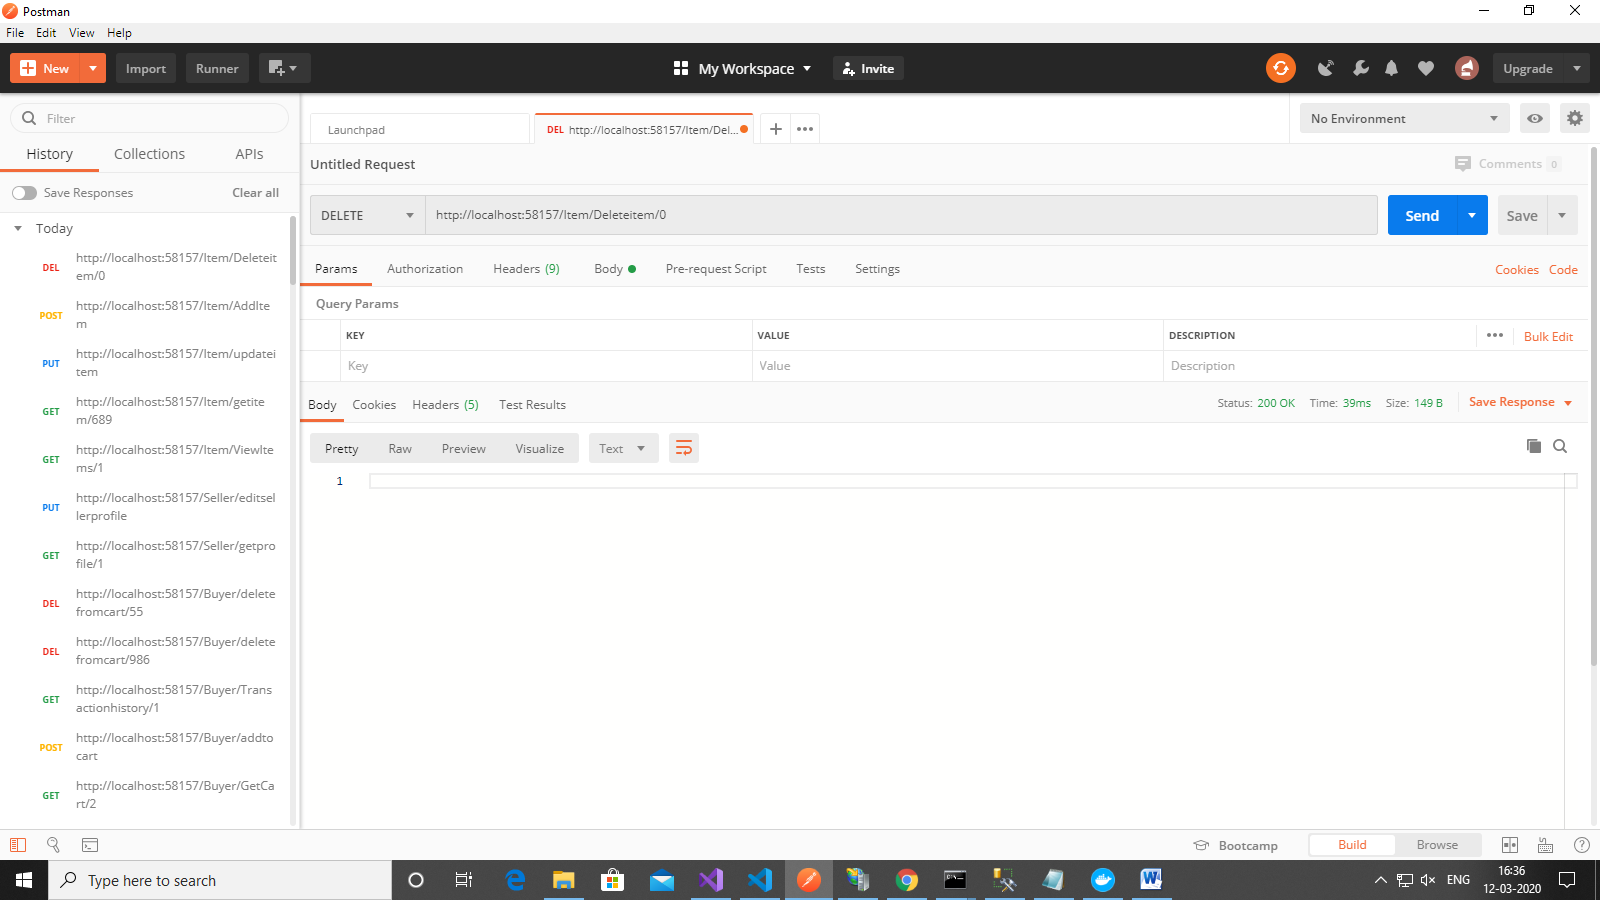 Postman
File Edit View Help
New Import Runner My Workspace Invite Upgrade
Filter
History Collections APIs
Save Responses Clear all
Today
DEL http://localhost:58157/Item/Deleteit
em/0
POST http://localhost:58157/Item/AddIte
m
PUT http://localhost:58157/Item/updatei
tem
GET http://localhost:58157/Item/getite
m/689
GET http://localhost:58157/Item/ViewIte
ms/1
PUT http://localhost:58157/Seller/editsel
lerprofile
GET http://localhost:58157/Seller/getpro
file/1
DEL http://localhost:58157/Buyer/delete
fromcart/55
DEL http://localhost:58157/Buyer/delete
fromcart/986
GET http://localhost:58157/Buyer/Trans
actionhistory/1
POST http://localhost:58157/Buyer/addto
cart
GET http://localhost:58157/Buyer/GetCa
rt/2
Launchpad DEL http://localhost:58157/Item/Del...
No Environment
Untitled Request Comments 0
DELETE http://localhost:58157/Item/Deleteitem/0 Send Save
Params Authorization Headers (9) Body Pre-request Script Tests Settings Cookies Code
Query Params
KEY VALUE DESCRIPTION Bulk Edit
Key Value Description
Body Cookies Headers (5) Test Results Status: 200 OK Time: 39ms Size: 149 B Save Response
Pretty Raw Preview Visualize Text
1
Bootcamp Build Browse
Type here to search
ENG
16:36
12-03-2020